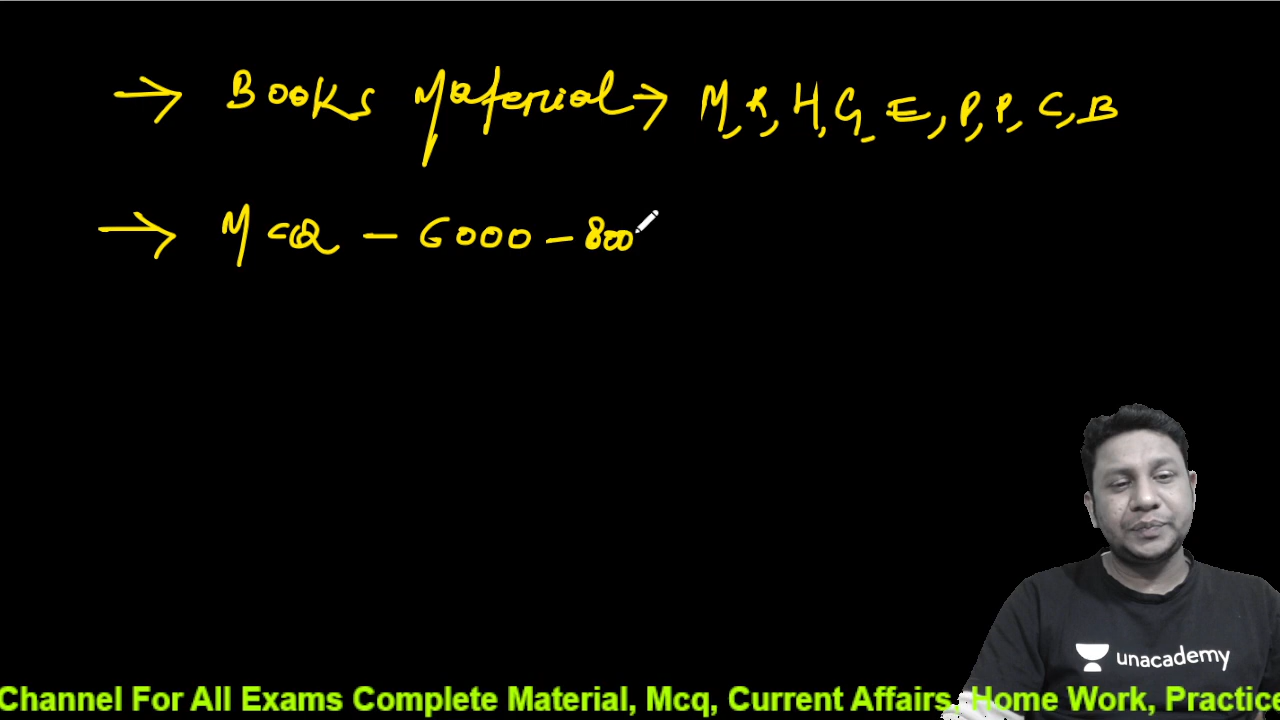 → Books Material → M, R, H, G, E, P, P, C, B
→ MCQ - 6000 - 800
unacademy
Channel For All Exams Complete Material, Mcq, Current Affairs, Home Work, Practice